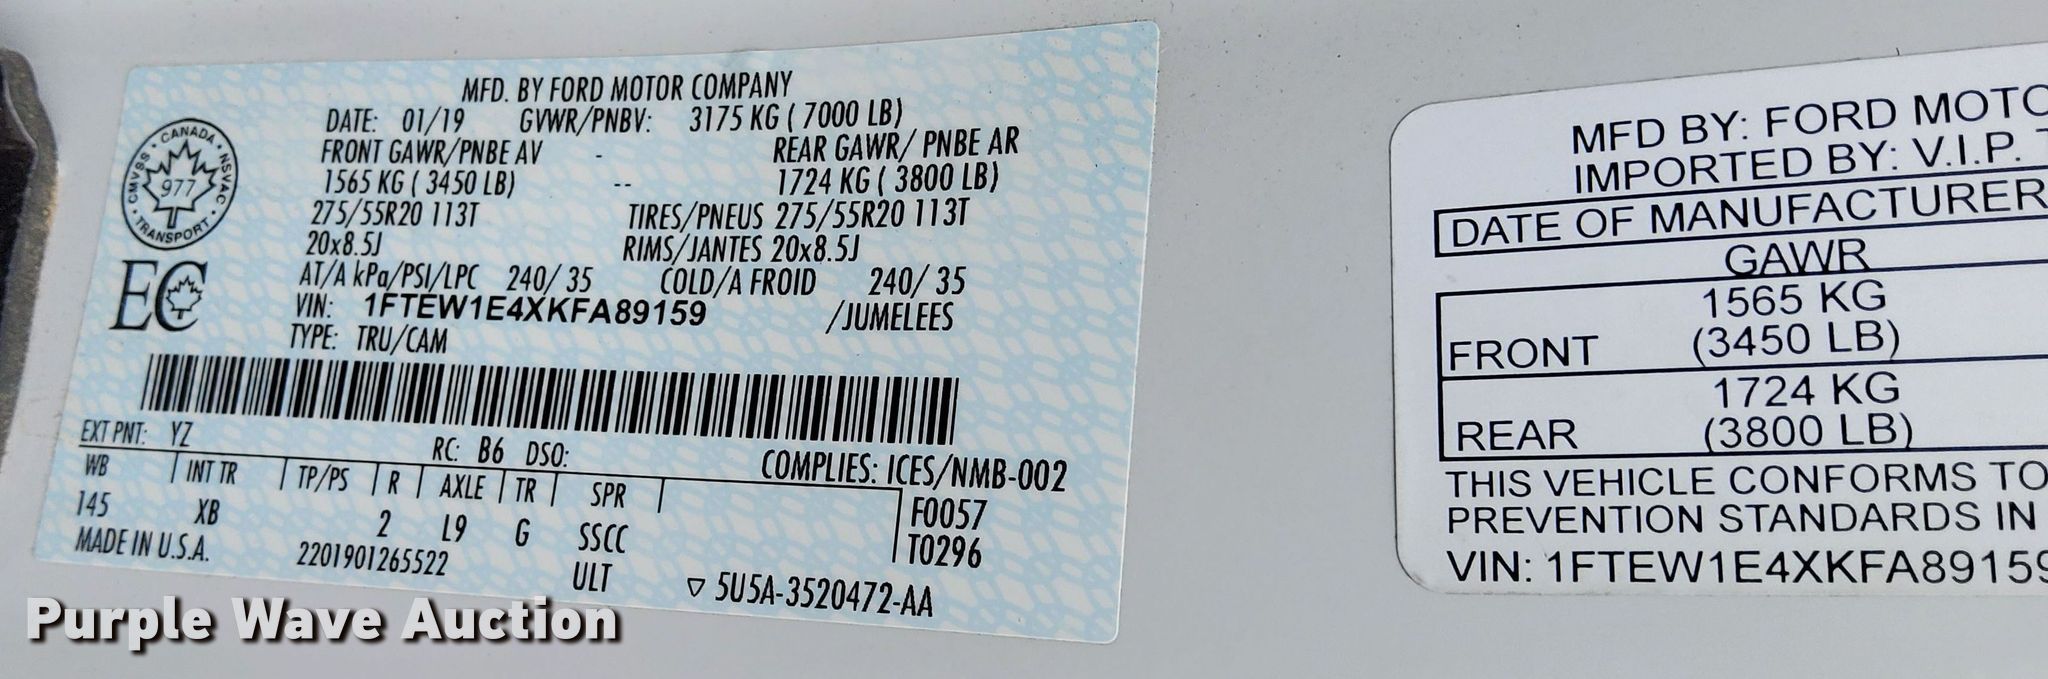 MFD. BY FORD MOTOR COMPANY
DATE: 01/19 GVWR/PNBV: 3175 KG ( 7000 LB)
FRONT GAWR/PNBE AV - REAR GAWR/ PNBE AR
1565 KG ( 3450 LB) -- 1724 KG ( 3800 LB)
275/55R20 113T TIRES/PNEUS 275/55R20 113T
20x8.5J RIMS/JANTES 20x8.5J
AT/A kPa/PSI/LPC 240/ 35 COLD/A FROID 240/ 35
VIN: 1FTEW1E4XKFA89159 /JUMELEES
TYPE: TRU/CAM
CANADA
CMVSS NSVAC
977
TRANSPORT
EC
EXT PNT: YZ RC: B6 DSO:
COMPLIES: ICES/NMB-002
WB INT TR TP/PS R AXLE TR SPR
145 XB 2 L9 G SSCC
F0057
T0296
MADE IN U.S.A. 2201901265522 ULT
▽ 5U5A-3520472-AA
MFD BY: FORD MOTO
IMPORTED BY: V.I.P.
DATE OF MANUFACTURER
GAWR
FRONT 1565 KG
(3450 LB)
REAR 1724 KG
(3800 LB)
THIS VEHICLE CONFORMS TO
PREVENTION STANDARDS IN
VIN: 1FTEW1E4XKFA89159
Purple Wave Auction